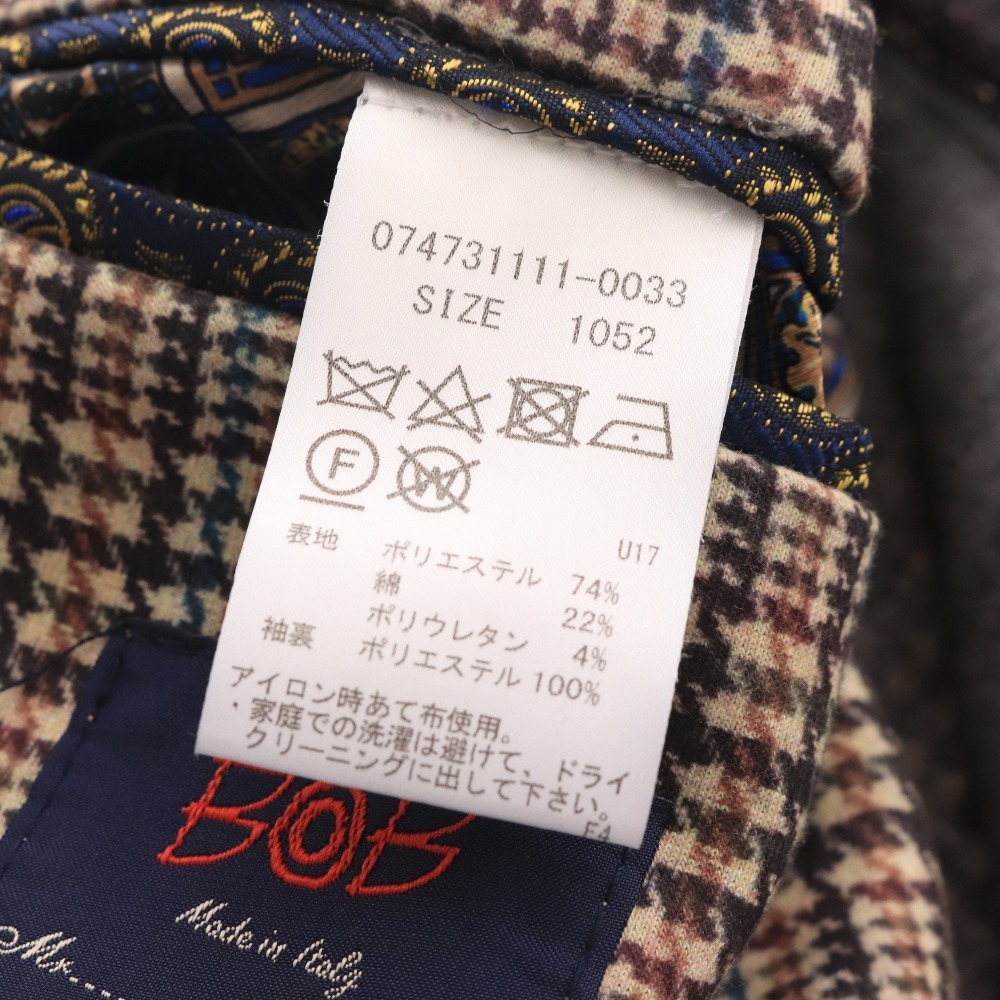 074731111-0033
SIZE 1052
F W
U17
表地 ポリエステル 74%
綿 22%
ポリウレタン 4%
袖裏 ポリエステル 100%
アイロン時あて布使用。
・家庭での洗濯は避けて、ドライ
クリーニングに出して下さい。
F4
BOB
Made in Italy
Mr.